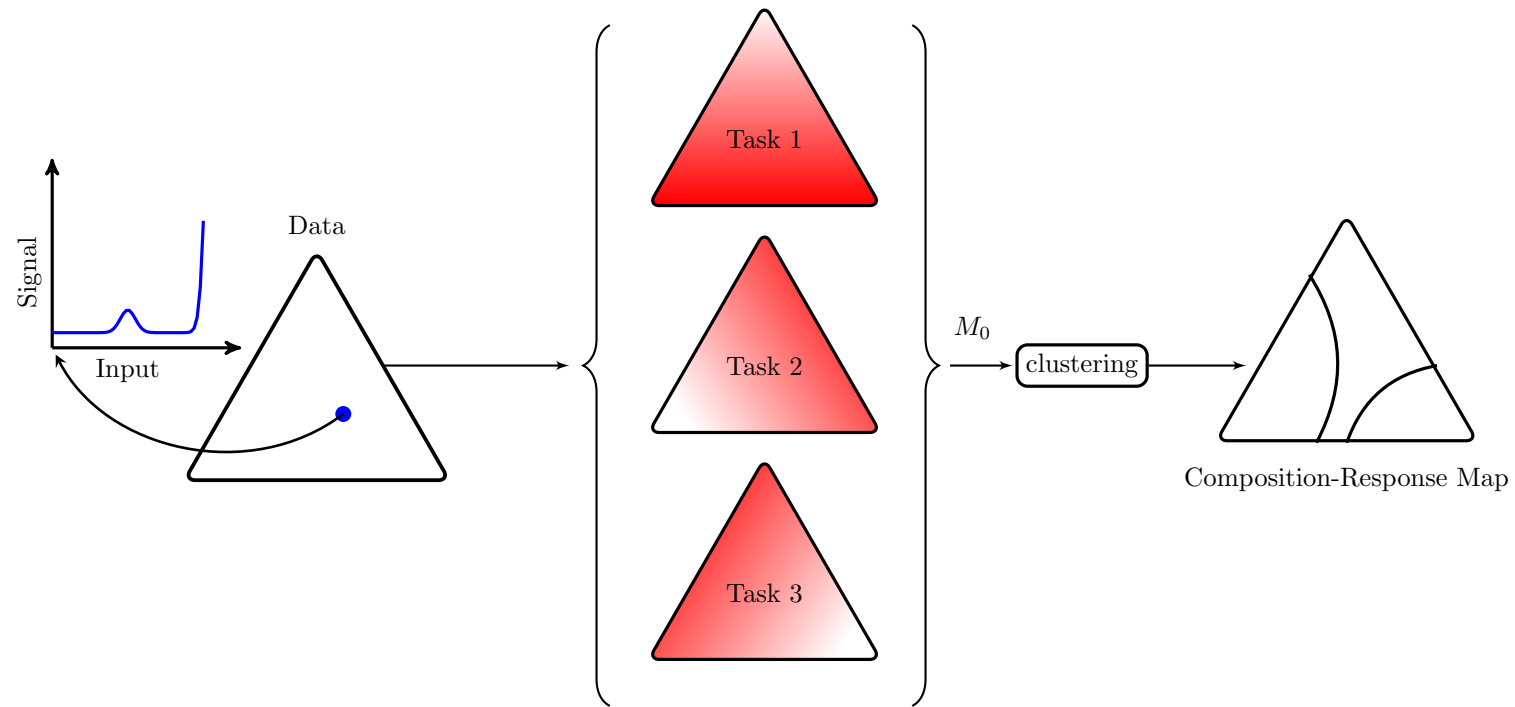 Signal
Input
Data
Task 1
Task 2
Task 3
M₀
clustering
Composition-Response Map